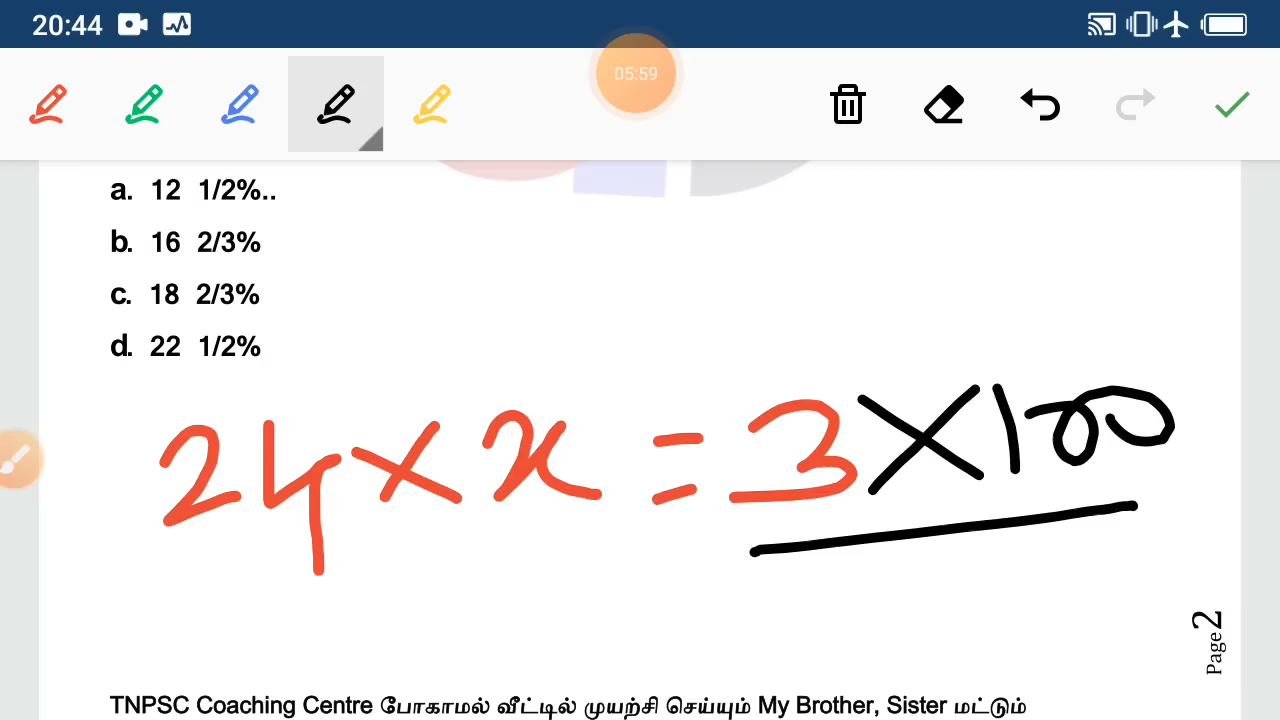 20:44
05:59
a. 12 1/2%..
b. 16 2/3%
c. 18 2/3%
d. 22 1/2%
24 × x = 3 × 100
Page 2
TNPSC Coaching Centre போகாமல் வீட்டில் முயற்சி செய்யும் My Brother, Sister மட்டும்